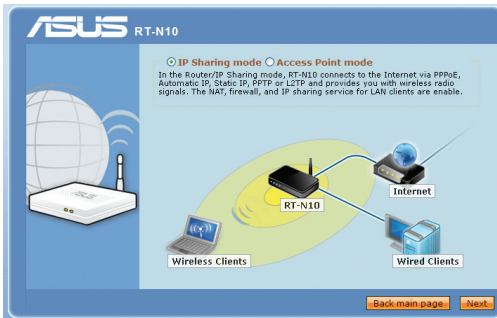 ASUS RT-N10
IP Sharing mode Access Point mode
In the Router/IP Sharing mode, RT-N10 connects to the Internet via PPPoE,
Automatic IP, Static IP, PPTP or L2TP and provides you with wireless radio
signals. The NAT, firewall, and IP sharing service for LAN clients are enable.
ASUS
Internet
RT-N10
Wireless Clients
Wired Clients
Back main page Next